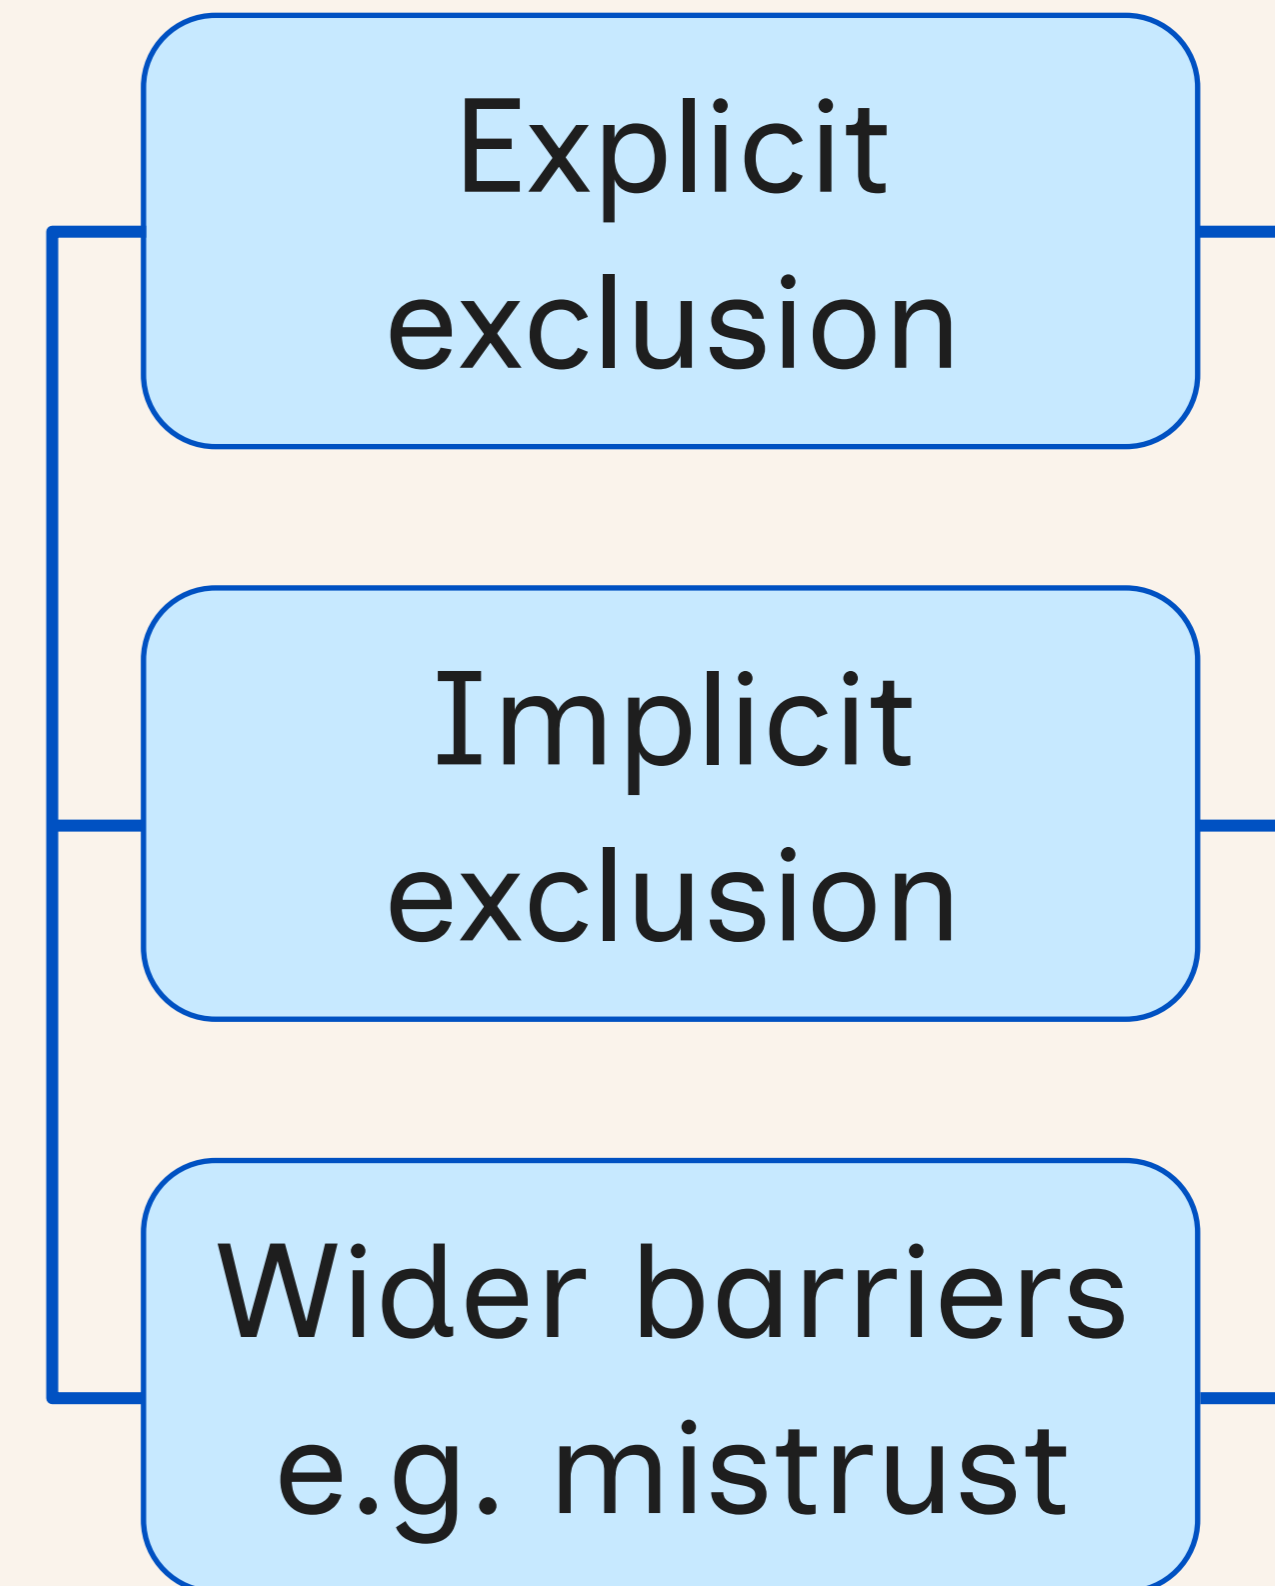 Explicit
exclusion
Implicit
exclusion
Wider barriers
e.g. mistrust